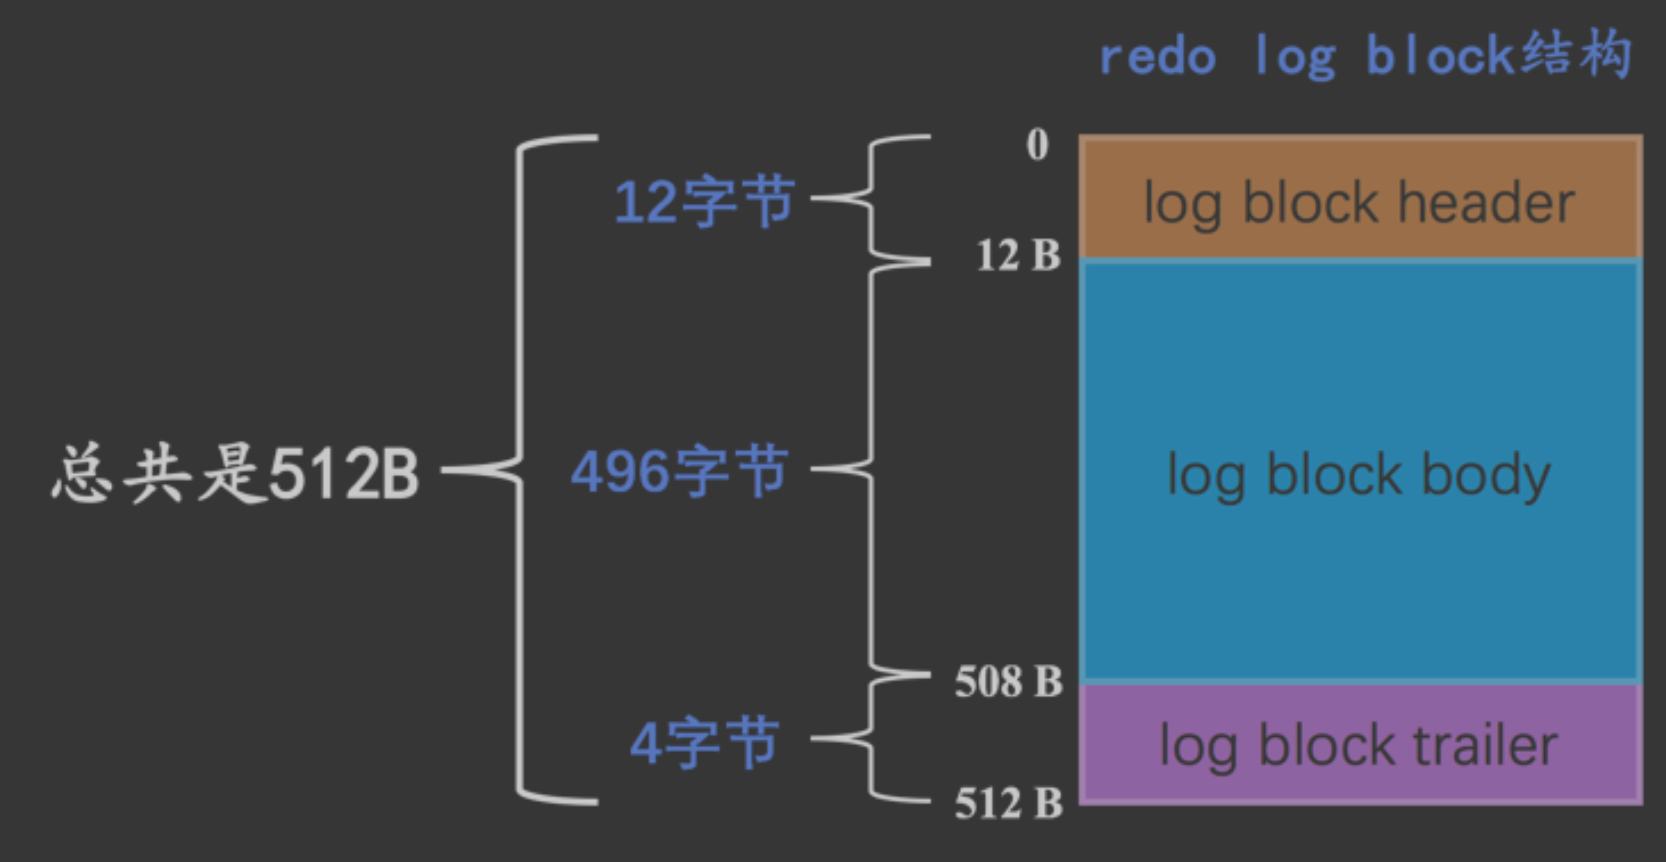 redo log block结构
0
12字节
log block header
12 B
总共是512B
496字节
log block body
508 B
4字节
log block trailer
512 B